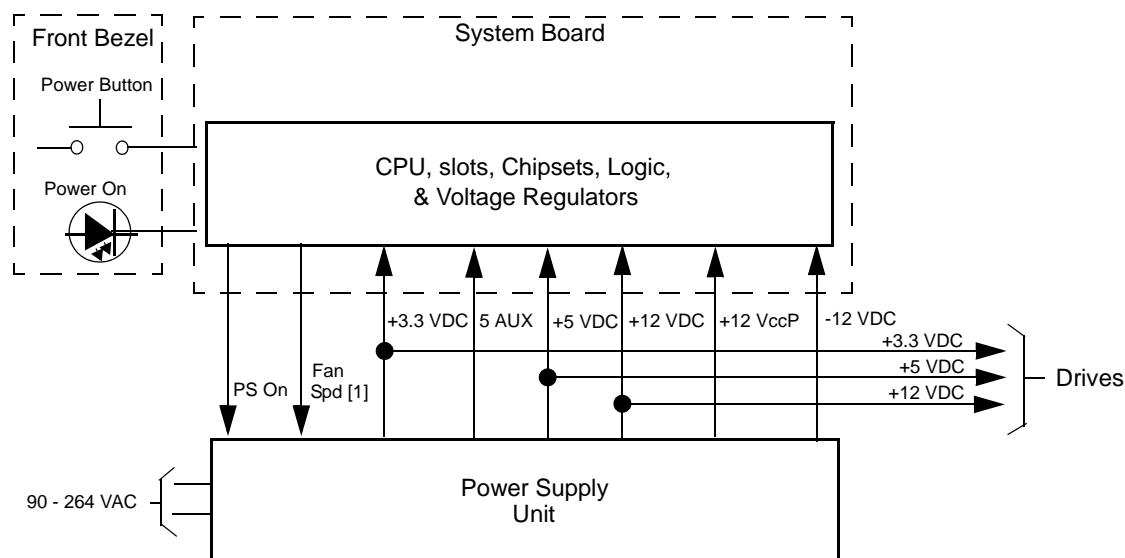 Front Bezel
System Board
Power Button
Power On
CPU, slots, Chipsets, Logic,
& Voltage Regulators
+3.3 VDC
5 AUX
+5 VDC
+12 VDC
+12 VccP
-12 VDC
+3.3 VDC
+5 VDC
+12 VDC
Drives
PS On
Fan
Spd [1]
90 - 264 VAC
Power Supply
Unit